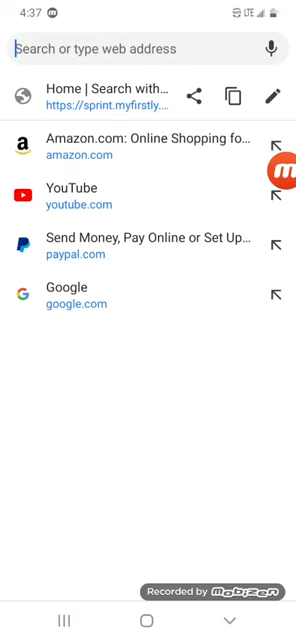 4:37
LTE
Search or type web address
Home | Search with...
https://sprint.myfirstly....
Amazon.com: Online Shopping fo...
amazon.com
YouTube
youtube.com
Send Money, Pay Online or Set Up...
paypal.com
Google
google.com
Recorded by mobizen